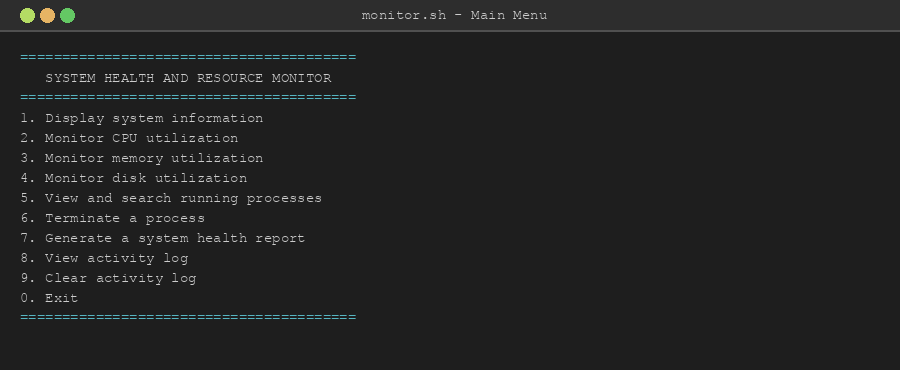 monitor.sh - Main Menu
========================================
SYSTEM HEALTH AND RESOURCE MONITOR
========================================
1. Display system information
2. Monitor CPU utilization
3. Monitor memory utilization
4. Monitor disk utilization
5. View and search running processes
6. Terminate a process
7. Generate a system health report
8. View activity log
9. Clear activity log
0. Exit
========================================